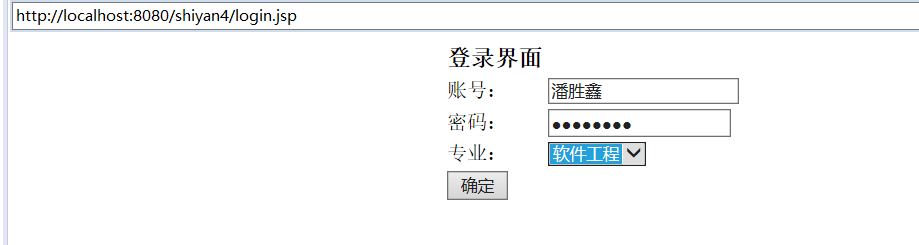 http://localhost:8080/shiyan4/login.jsp
登录界面
账号： 潘胜鑫
密码： ●●●●●●●●
专业： 软件工程
确定